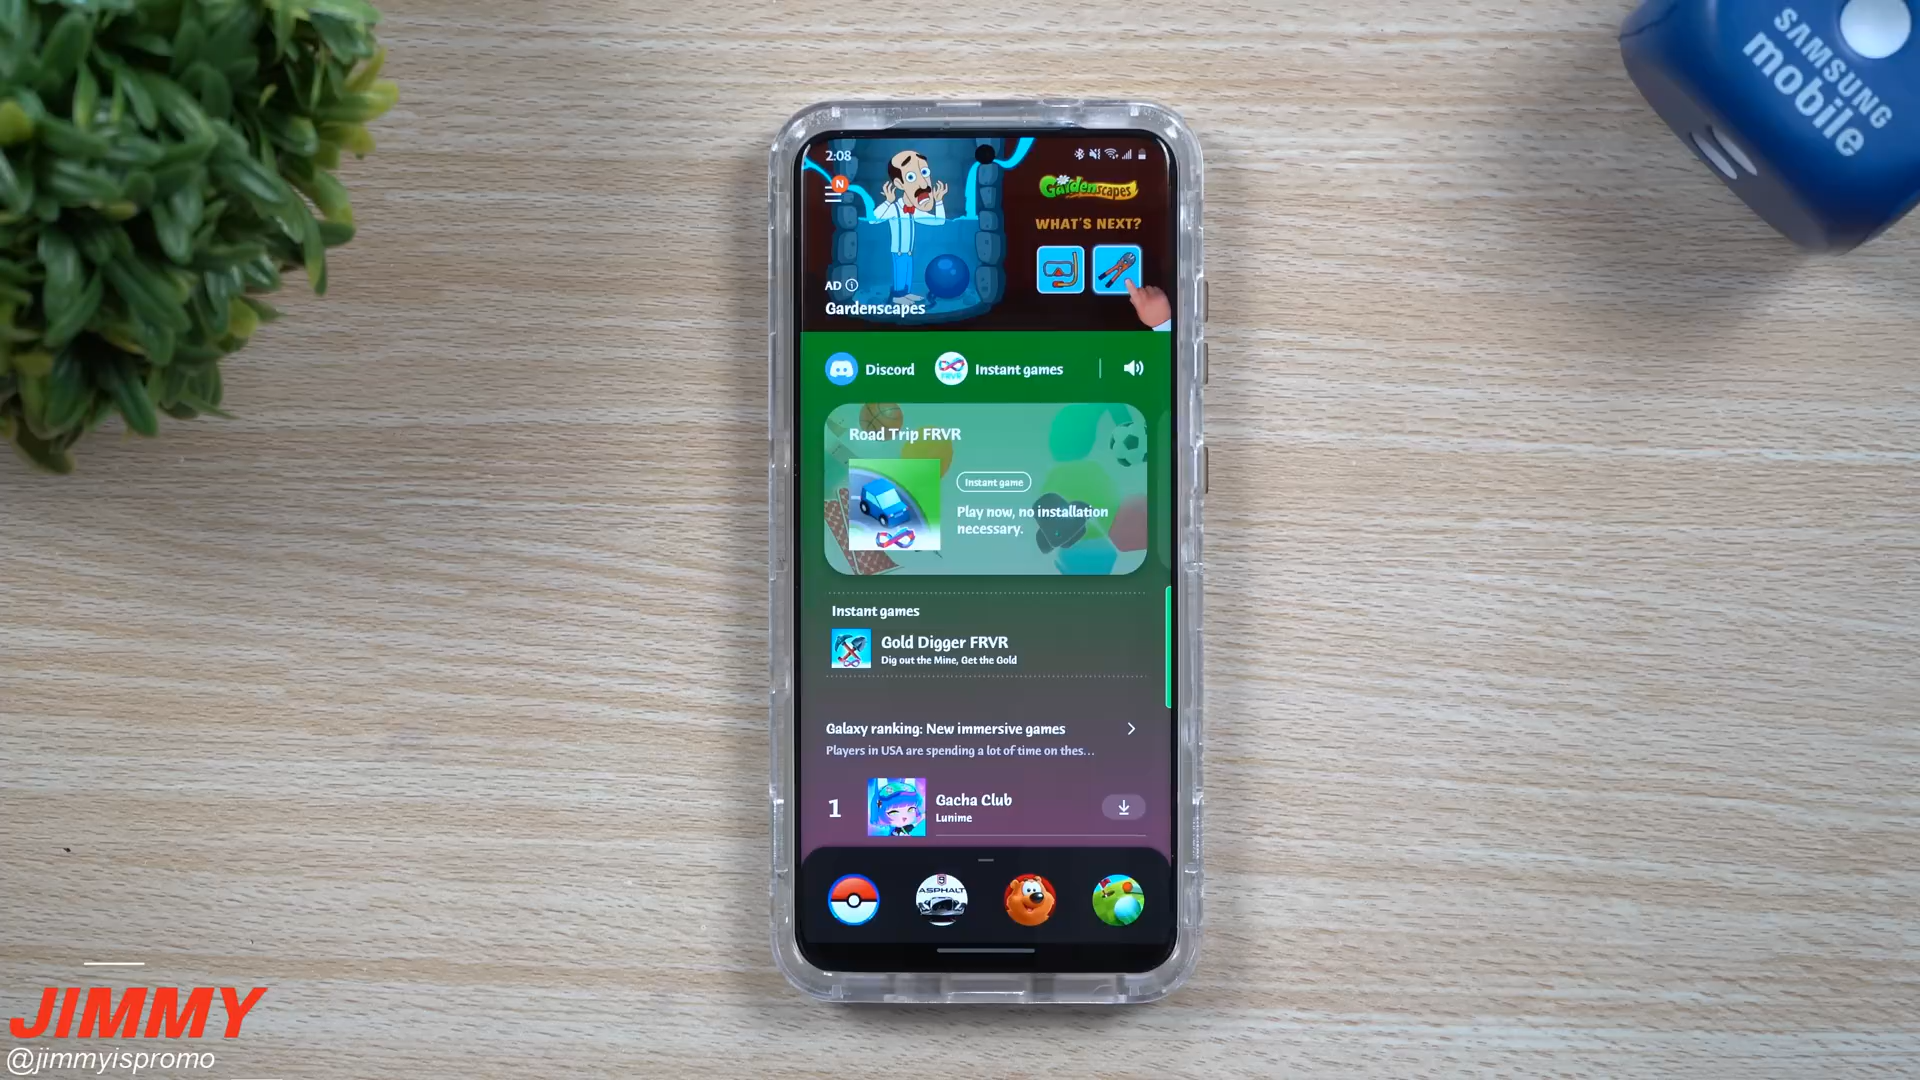 SAMSUNG
mobile
2:08
N
Gardenscapes
WHAT'S NEXT?
AD
Gardenscapes
Discord
FRVR
Instant games
Road Trip FRVR
Instant game
Play now, no installation
necessary.
Instant games
Gold Digger FRVR
Dig out the Mine, Get the Gold
Galaxy ranking: New immersive games
Players in USA are spending a lot of time on thes...
1
Gacha Club
Lunime
9
ASPHALT
JIMMY
@jimmyispromo